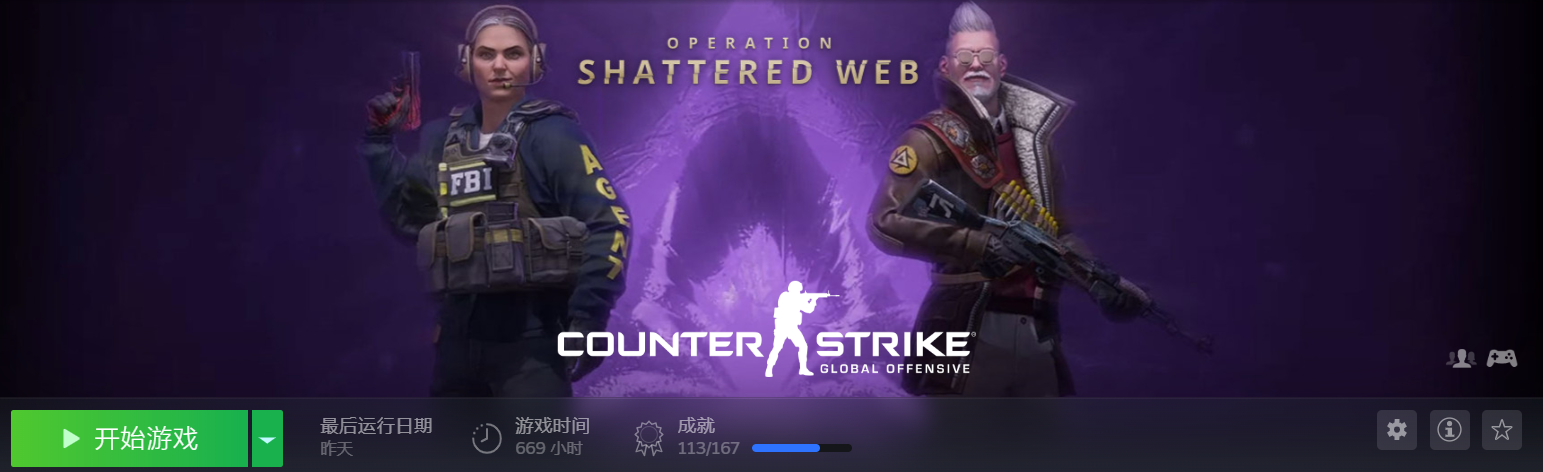 OPERATION
SHATTERED WEB
FBI
AGENT
COUNTER STRIKE
GLOBAL OFFENSIVE
开始游戏
最后运行日期
昨天
游戏时间
669 小时
成就
113/167